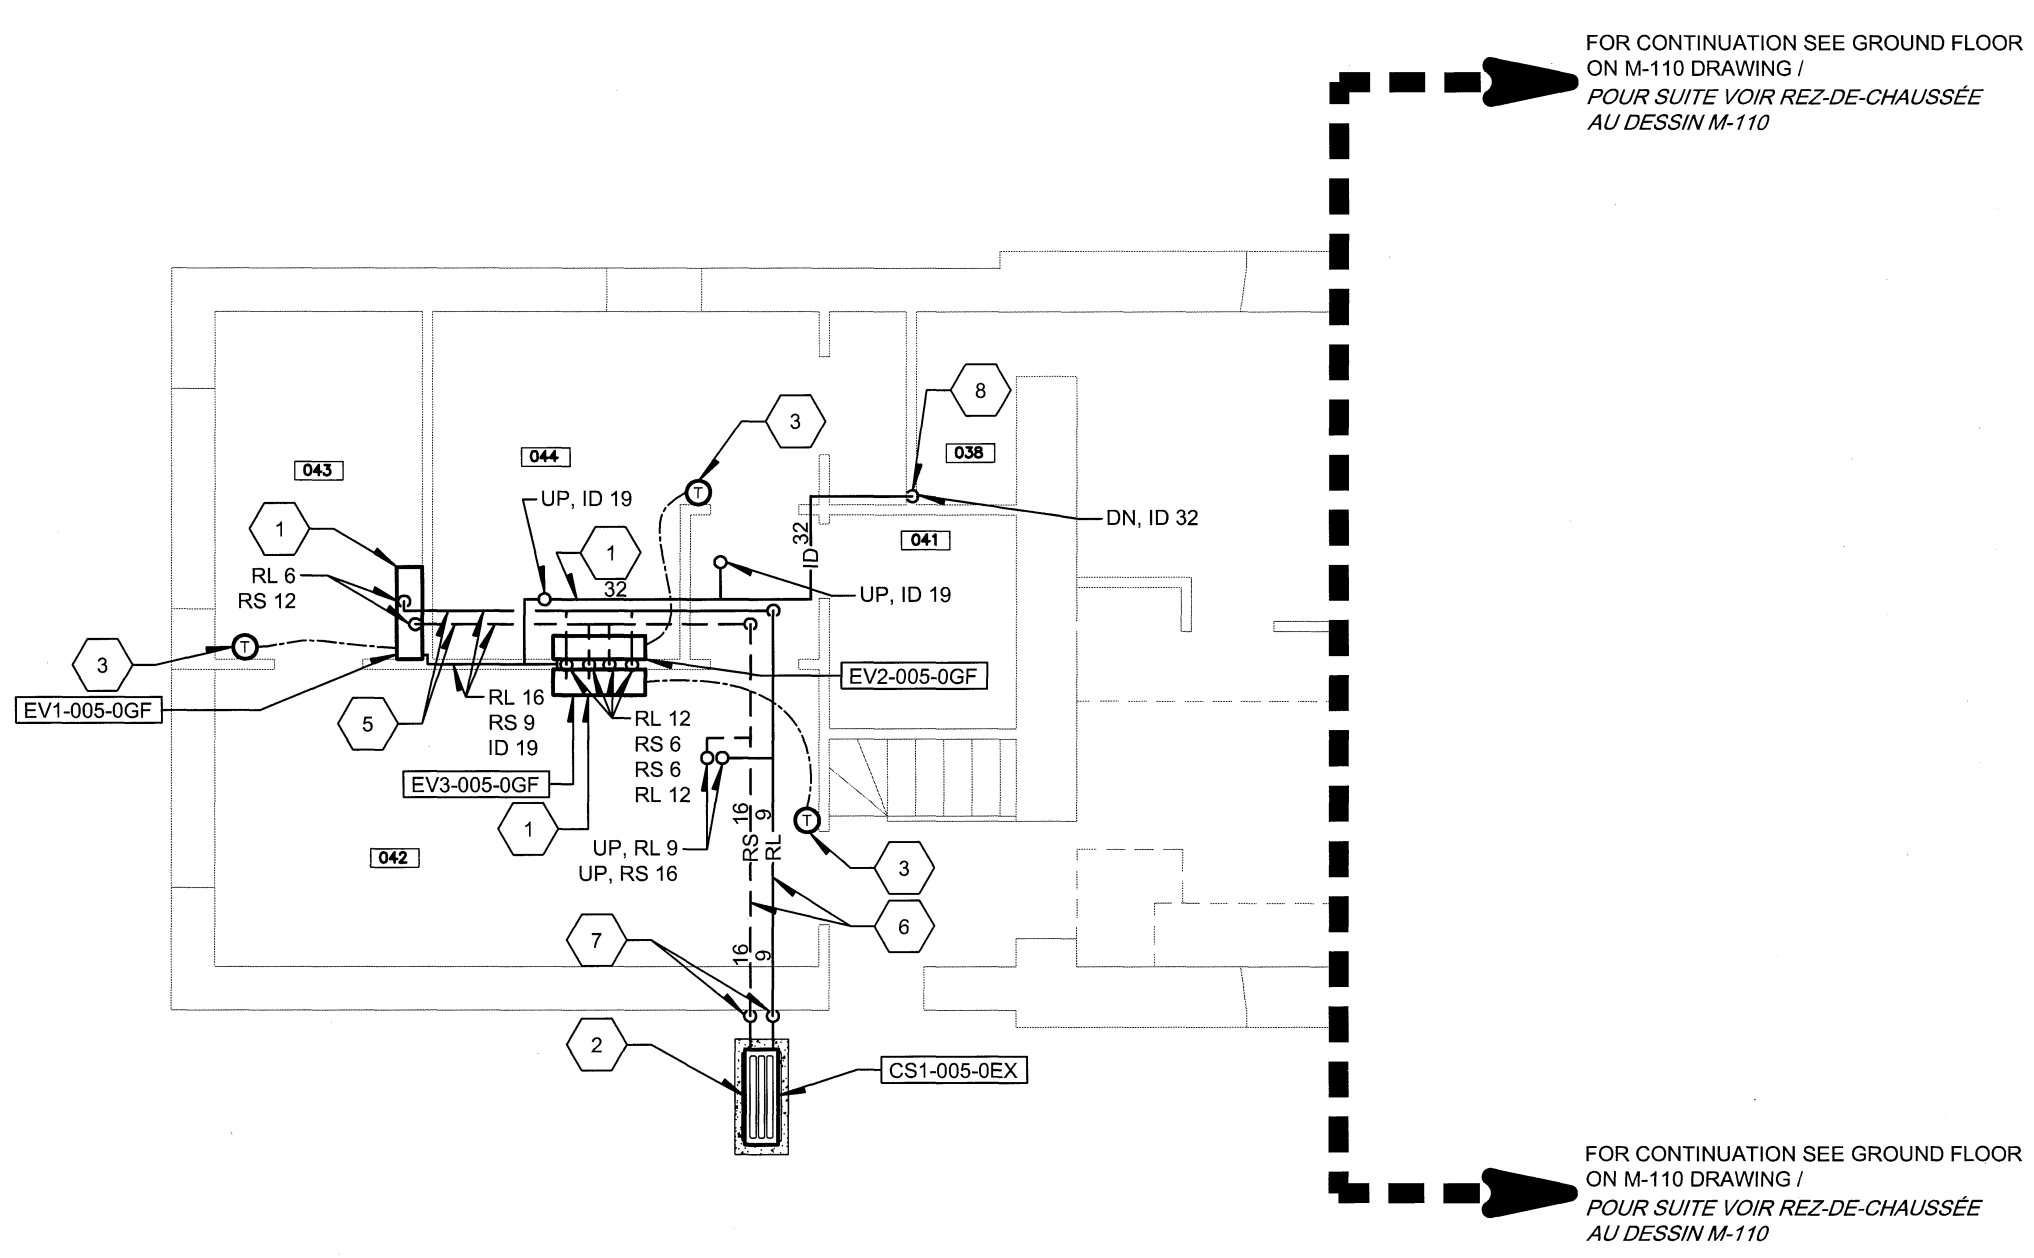 FOR CONTINUATION SEE GROUND FLOOR
ON M-110 DRAWING /
POUR SUITE VOIR REZ-DE-CHAUSSÉE
AU DESSIN M-110
8
3
038
044
043
UP, ID 19
1
DN, ID 32
32
ID
041
1
RL 6
RS 12
32
UP, ID 19
T
T
3
EV2-005-0GF
EV1-005-0GF
5
RL 16
RS 9
ID 19
RL 12
RS 6
RS 6
RL 12
EV3-005-0GF
1
16
9
T
RS
RL
UP, RL 9
UP, RS 16
042
3
6
7
16
9
2
CS1-005-0EX
FOR CONTINUATION SEE GROUND FLOOR
ON M-110 DRAWING /
POUR SUITE VOIR REZ-DE-CHAUSSÉE
AU DESSIN M-110